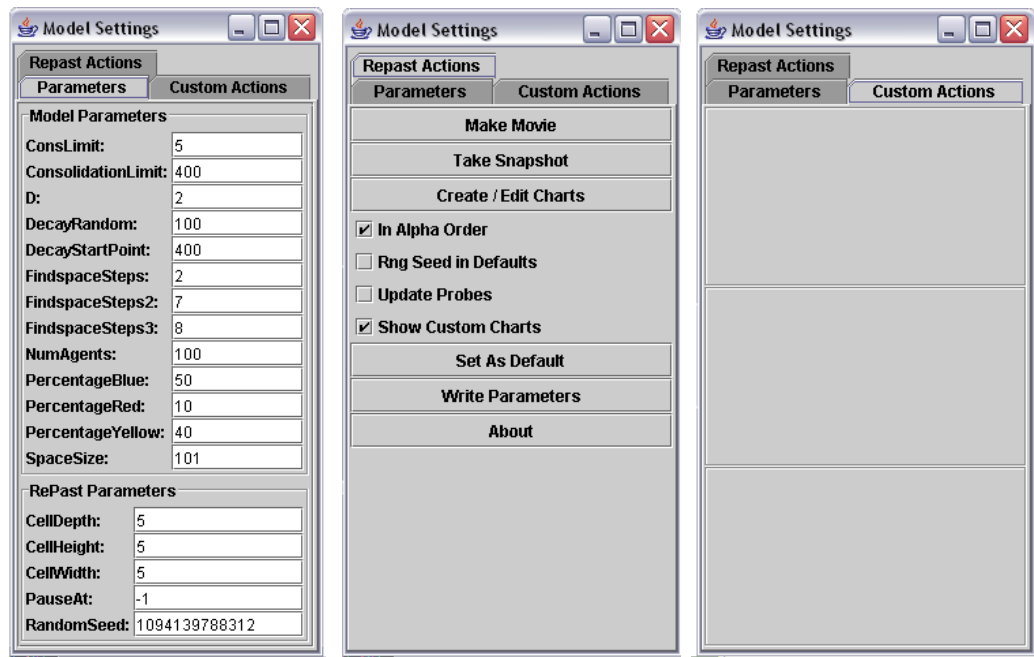 Model Settings
Repast Actions
Parameters Custom Actions
Model Parameters
ConsLimit: 5
ConsolidationLimit: 400
D: 2
DecayRandom: 100
DecayStartPoint: 400
FindspaceSteps: 2
FindspaceSteps2: 7
FindspaceSteps3: 8
NumAgents: 100
PercentageBlue: 50
PercentageRed: 10
PercentageYellow: 40
SpaceSize: 101
RePast Parameters
CellDepth: 5
CellHeight: 5
CellWidth: 5
PauseAt: -1
RandomSeed: 1094139788312
Model Settings
Repast Actions
Parameters Custom Actions
Make Movie
Take Snapshot
Create / Edit Charts
In Alpha Order
Rng Seed in Defaults
Update Probes
Show Custom Charts
Set As Default
Write Parameters
About
Model Settings
Repast Actions
Parameters Custom Actions